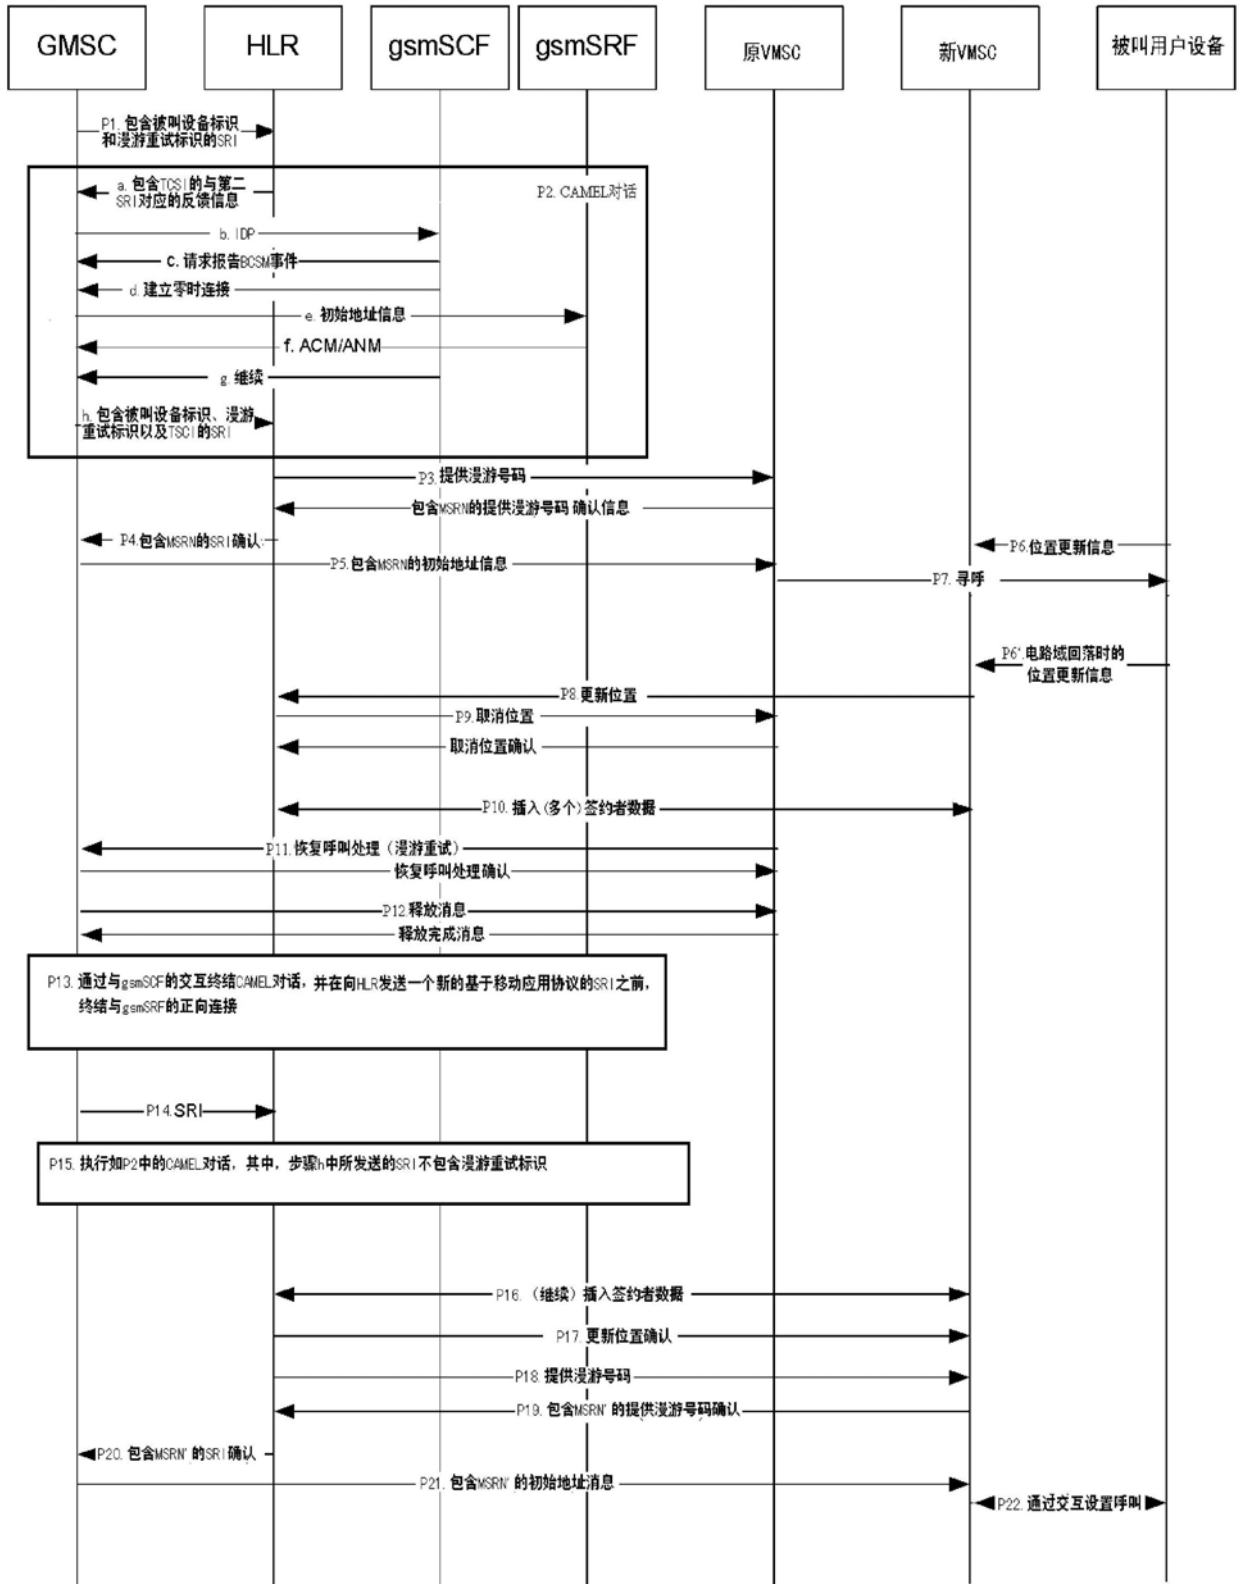 GMSC
HLR
gsmSCF
gsmSRF
原VMSC
新VMSC
被叫用户设备
P1. 包含被叫设备标识
和漫游重试标识的SRI
a. 包含TCSI的与第二
SRI对应的反馈信息
P2. CAMEL对话
b. IDP
c. 请求报告BCSM事件
d. 建立零时连接
e. 初始地址信息
f. ACM/ANM
g. 继续
h. 包含被叫设备标识、漫游
重试标识以及TSCI的SRI
P3. 提供漫游号码
包含MSRN的提供漫游号码 确认信息
P4.包含MSRN的SRI确认
P6.位置更新信息
P5.包含MSRN的初始地址信息
P7. 寻呼
P6'.电路域回落时的
位置更新信息
P8.更新位置
P9.取消位置
取消位置确认
P10. 插入(多个)签约者数据
P11.恢复呼叫处理（漫游重试）
恢复呼叫处理确认
P12.释放消息
释放完成消息
P13. 通过与gsmSCF的交互终结CAMEL对话，并在向HLR发送一个新的基于移动应用协议的SRI之前，
终结与gsmSRF的正向连接
P14.SRI
P15. 执行如P2中的CAMEL对话，其中，步骤h中所发送的SRI不包含漫游重试标识
P16. （继续）插入签约者数据
P17. 更新位置确认
P18. 提供漫游号码
P19. 包含MSRN' 的提供漫游号码确认
P20. 包含MSRN' 的SRI确认
P21. 包含MSRN' 的初始地址消息
P22. 通过交互设置呼叫